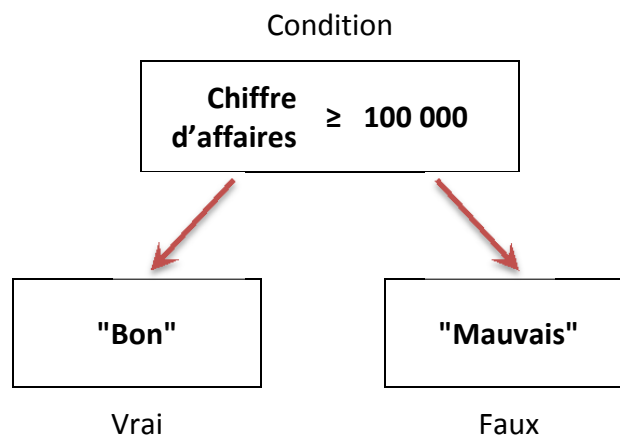 Condition
Chiffre
d’affaires ≥ 100 000
"Bon"
"Mauvais"
Vrai
Faux